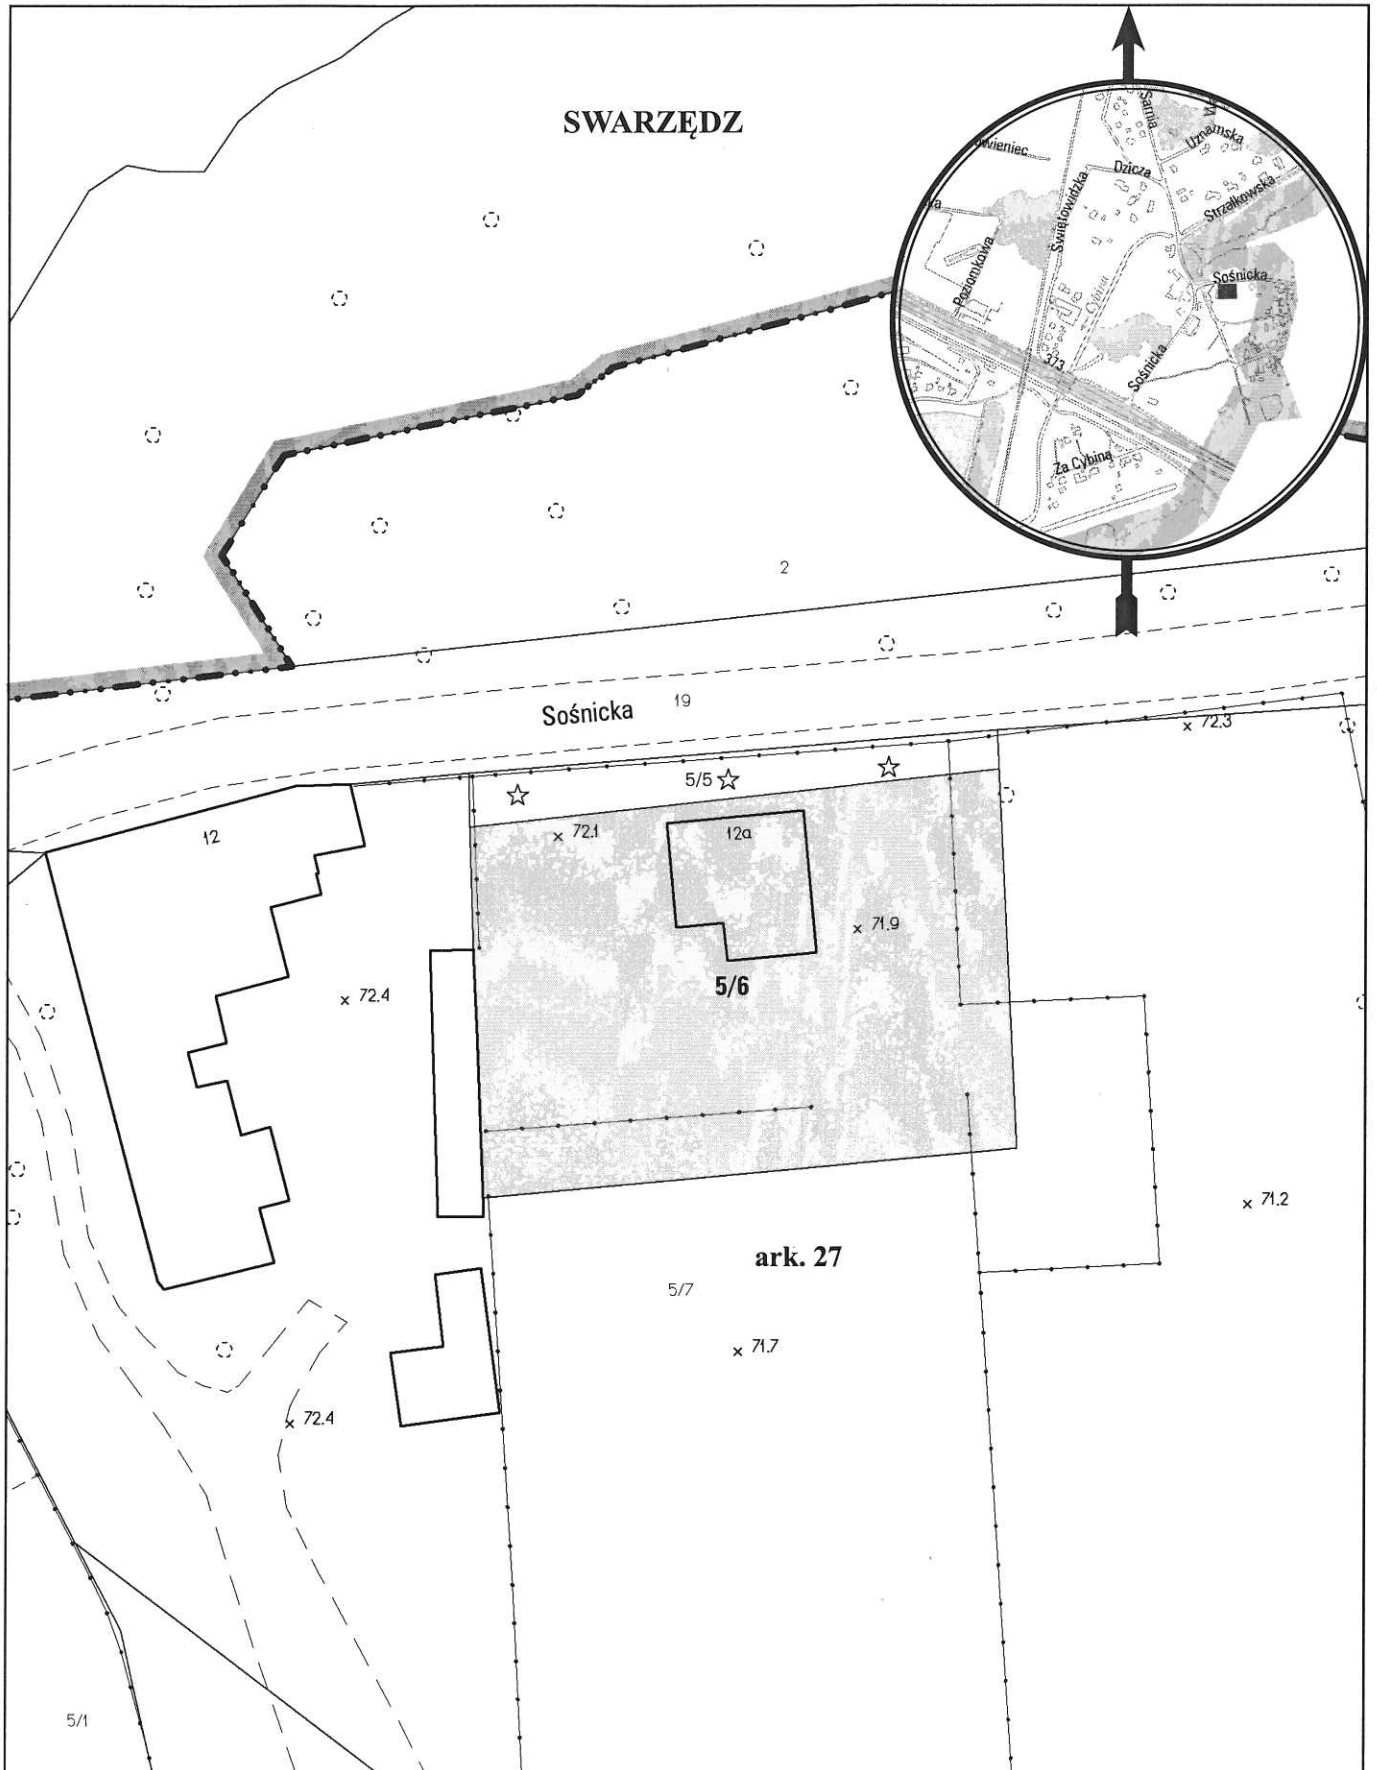 SWARZĘDZ
Sarnia
Uznamska
owieniec
Dzicza
Świętowidzka
Strzałkowska
Poziomkowa
Cybina
Sośnicka
373
Sośnicka
Za Cybiną
2
Sośnicka
19
72.3
5/5
12
72.1
12a
71.9
5/6
72.4
71.2
ark. 27
5/7
71.7
72.4
5/1